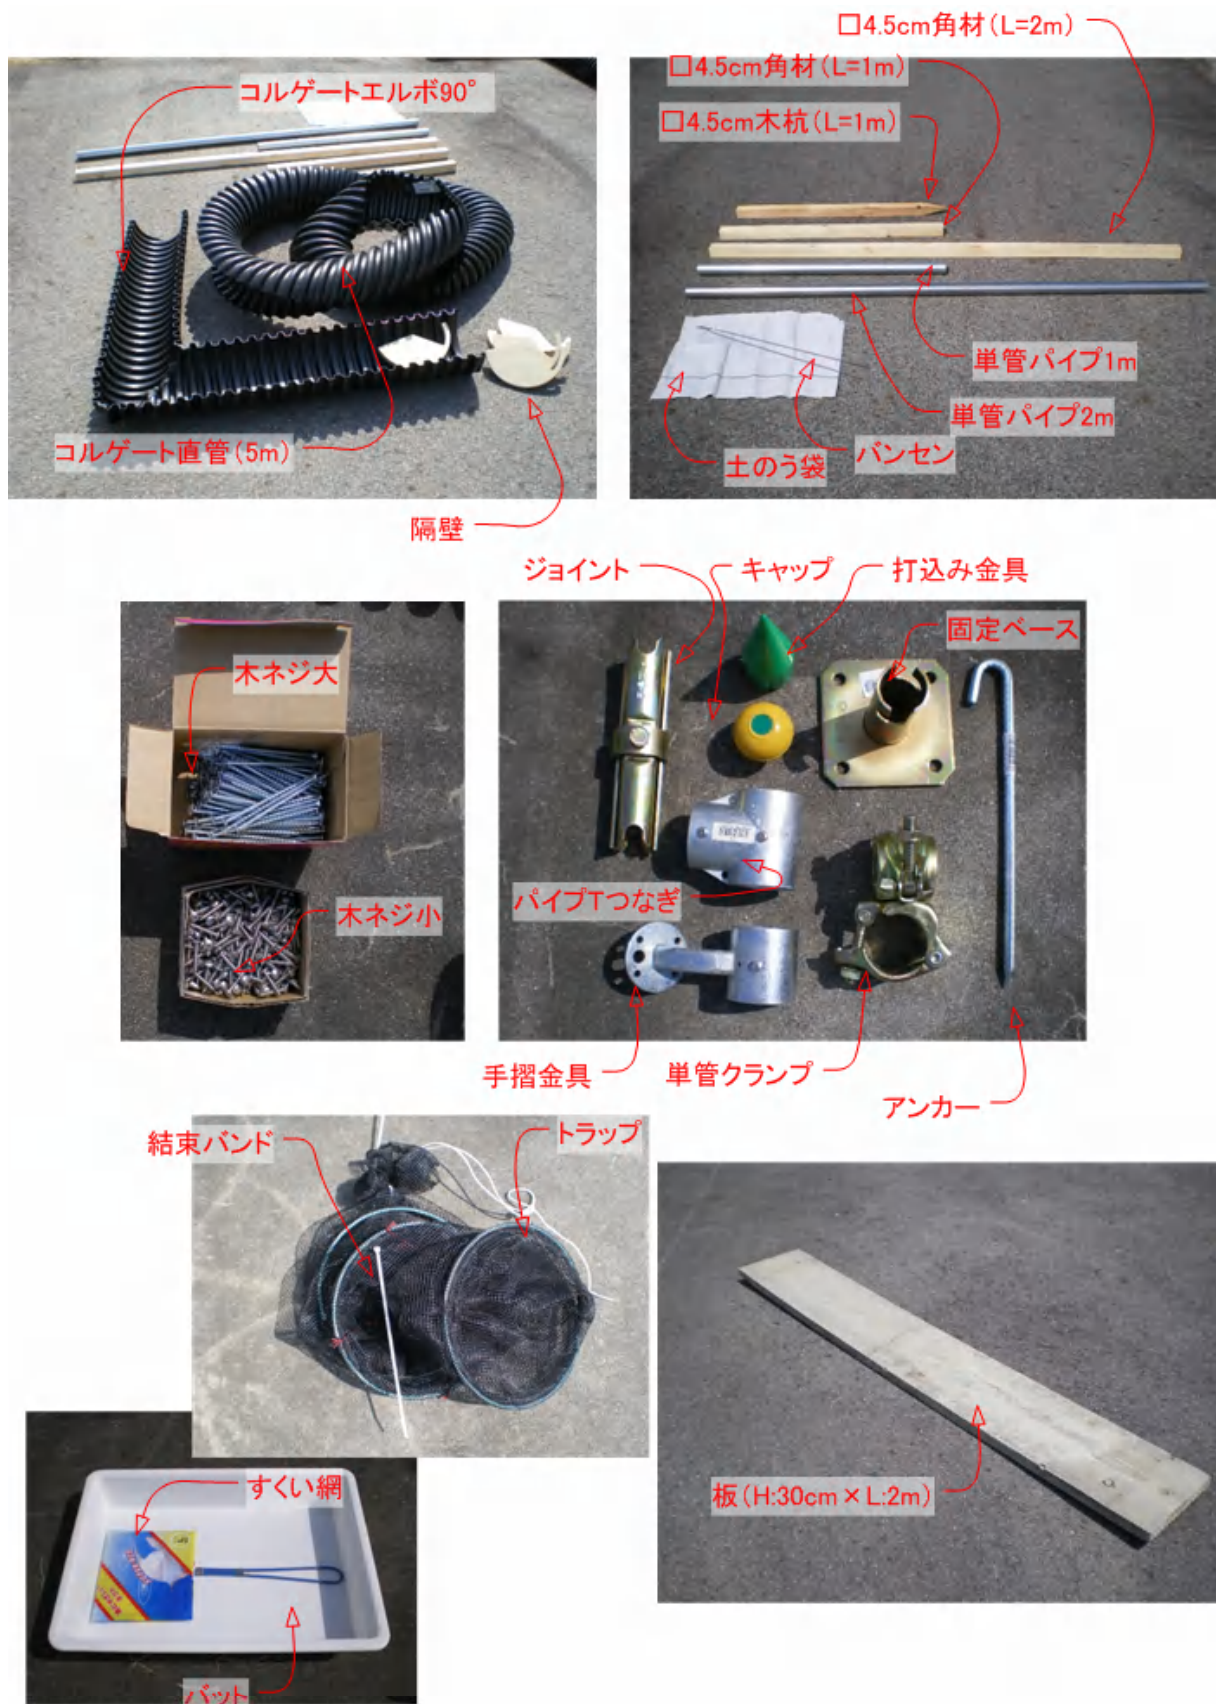 □4.5cm角材(L=2m)
□4.5cm角材(L=1m)
□4.5cm木杭(L=1m)
コルゲートエルボ90°
単管パイプ1m
単管パイプ2m
バンセン
土のう袋
コルゲート直管(5m)
隔壁
ジョイント
キャップ
打込み金具
固定ベース
木ネジ大
木ネジ小
パイプTつなぎ
手摺金具
単管クランプ
アンカー
結束バンド
トラップ
板(H:30cm×L:2m)
すくい網
バット